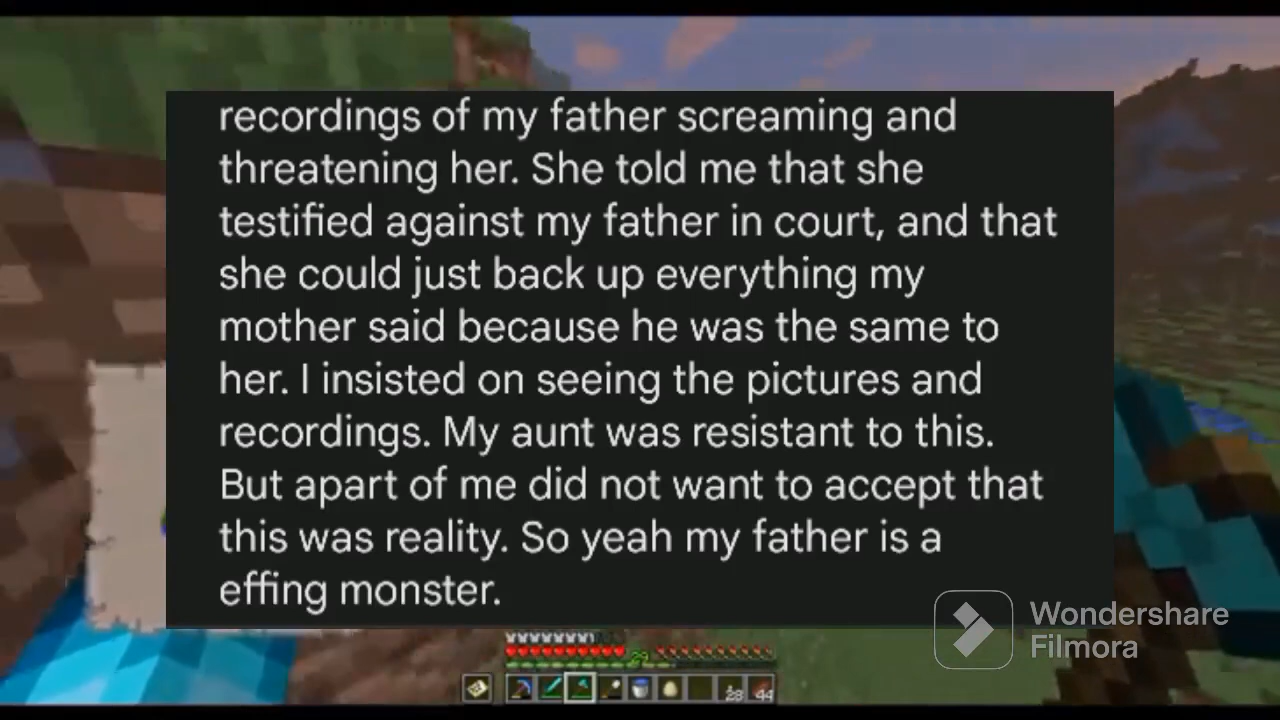 recordings of my father screaming and
threatening her. She told me that she
testified against my father in court, and that
she could just back up everything my
mother said because he was the same to
her. I insisted on seeing the pictures and
recordings. My aunt was resistant to this.
But apart of me did not want to accept that
this was reality. So yeah my father is a
effing monster.
Wondershare
Filmora
29
28 44